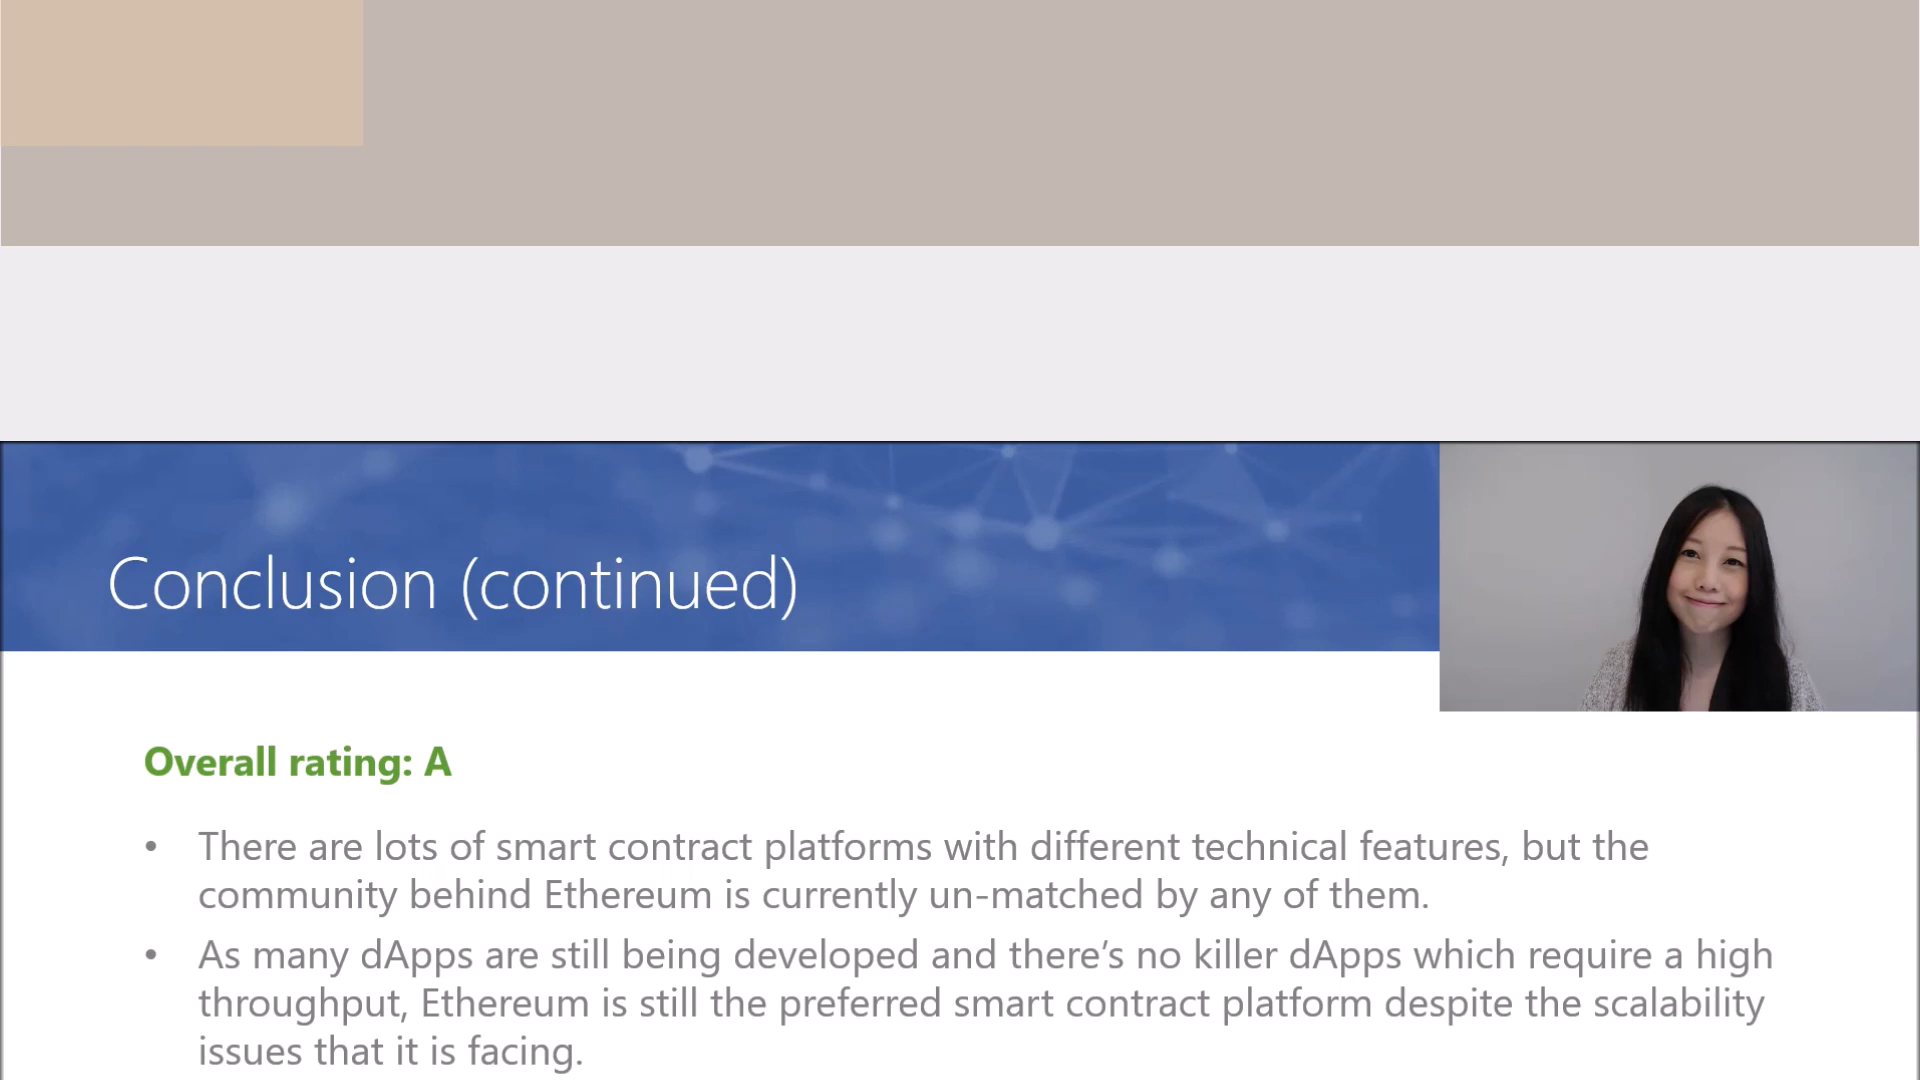 Conclusion (continued)
Overall rating: A
• There are lots of smart contract platforms with different technical features, but the
community behind Ethereum is currently un-matched by any of them.
• As many dApps are still being developed and there's no killer dApps which require a high
throughput, Ethereum is still the preferred smart contract platform despite the scalability
issues that it is facing.